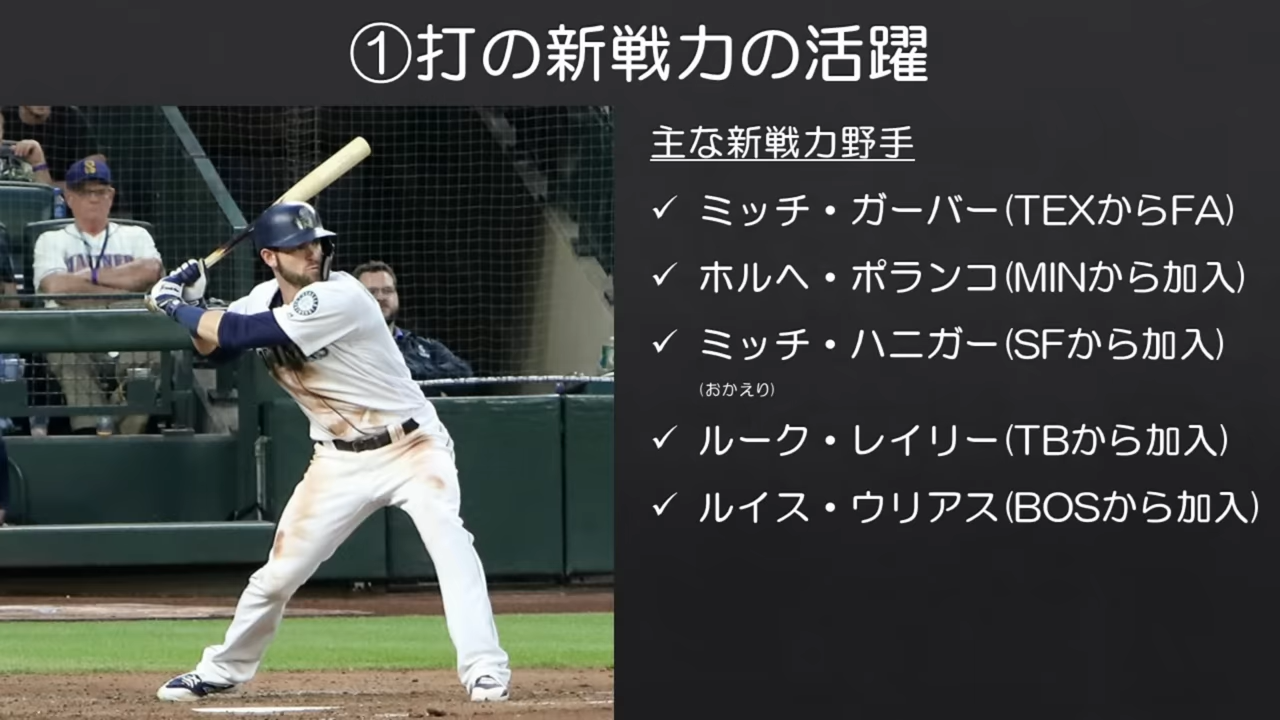 ①打の新戦力の活躍
主な新戦力野手
✓ ミッチ・ガーバー(TEXからFA)
✓ ホルヘ・ポランコ(MINから加入)
✓ ミッチ・ハニガー(SFから加入)
(おかえり)
✓ ルーク・レイリー(TBから加入)
✓ ルイス・ウリアス(BOSから加入)